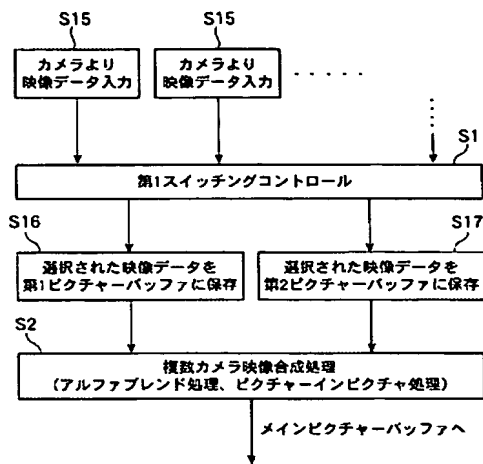 S15
S15
カメラより
映像データ入力
カメラより
映像データ入力
S1
第1スイッチングコントロール
S16
S17
選択された映像データを
第1ピクチャーバッファに保存
選択された映像データを
第2ピクチャーバッファに保存
S2
複数カメラ映像合成処理
(アルファブレンド処理、ピクチャーインピクチャ処理)
メインピクチャーバッファへ